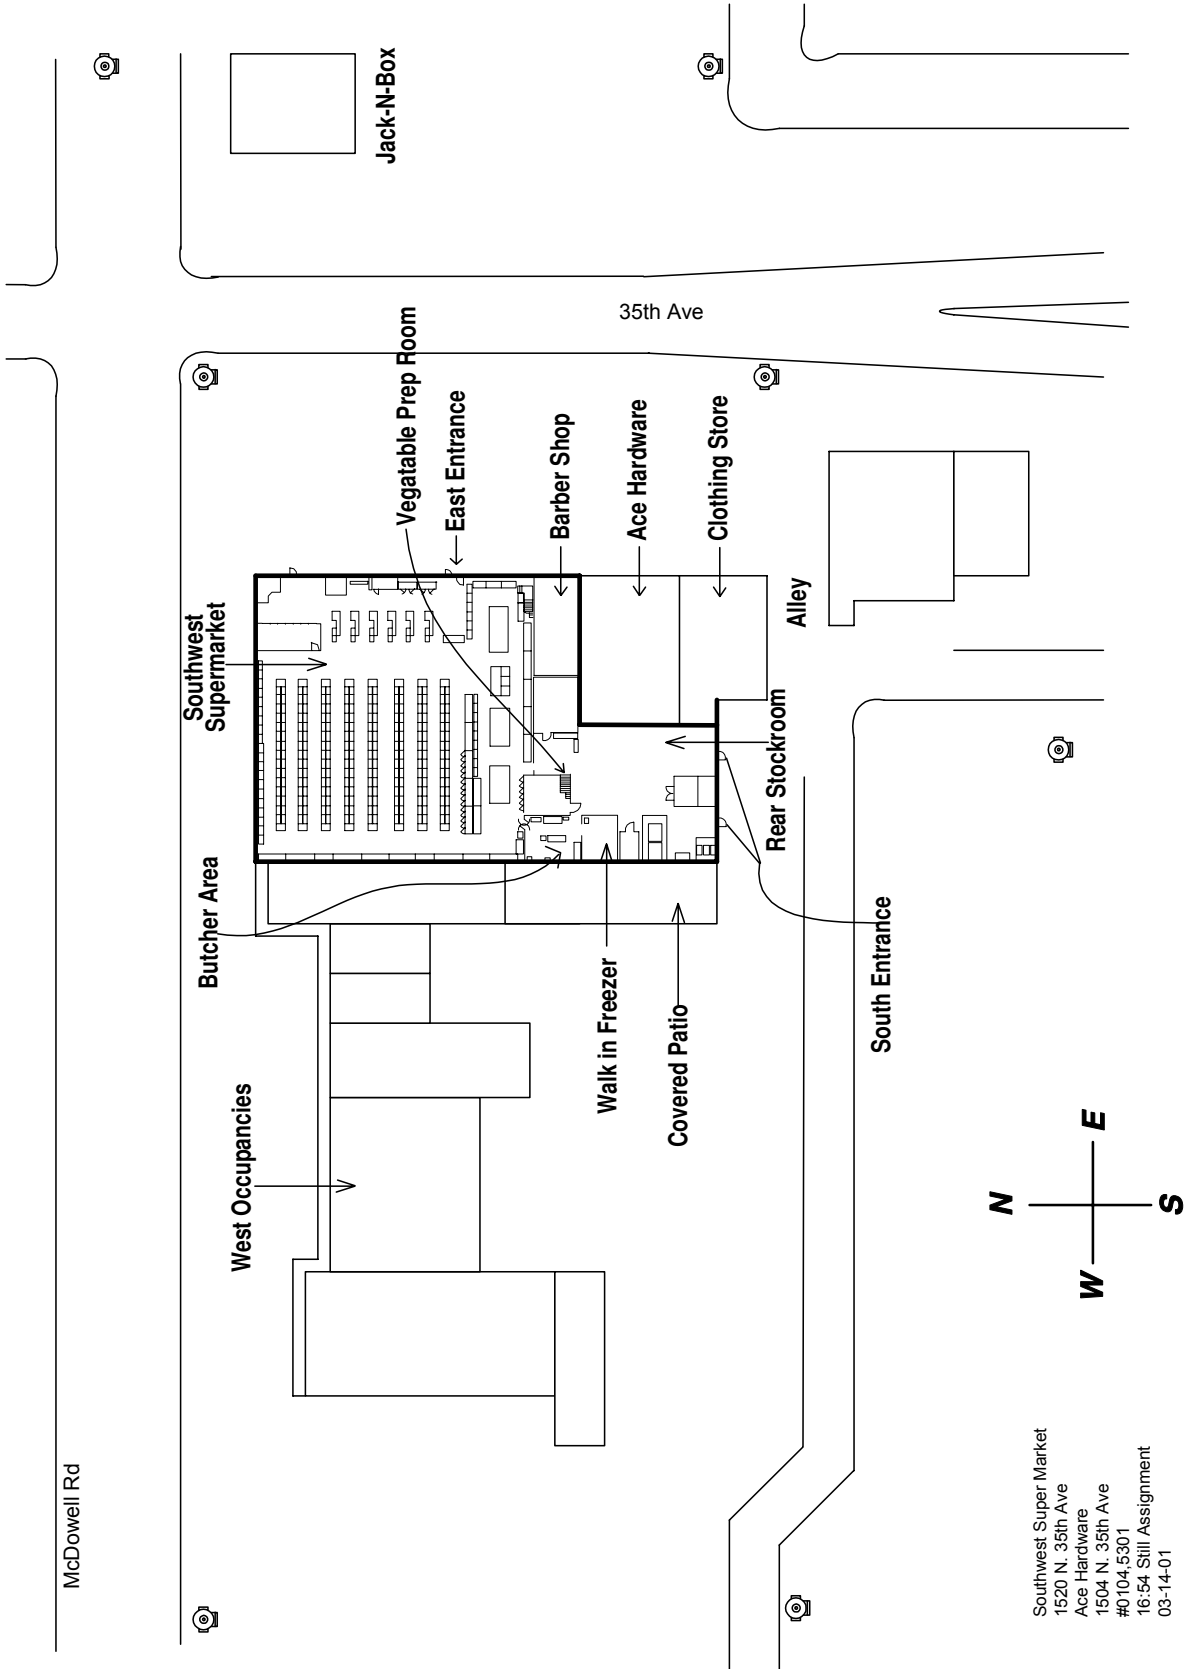 McDowell Rd
Jack-N-Box
35th Ave
Southwest
Supermarket
Vegatable Prep Room
East Entrance
Barber Shop
Ace Hardware
Clothing Store
Alley
Butcher Area
Rear Stockroom
West Occupancies
Walk in Freezer
Covered Patio
South Entrance
N
W
E
S
Southwest Super Market
1520 N. 35th Ave
Ace Hardware
1504 N. 35th Ave
#0104,5301
16:54 Still Assignment
03-14-01